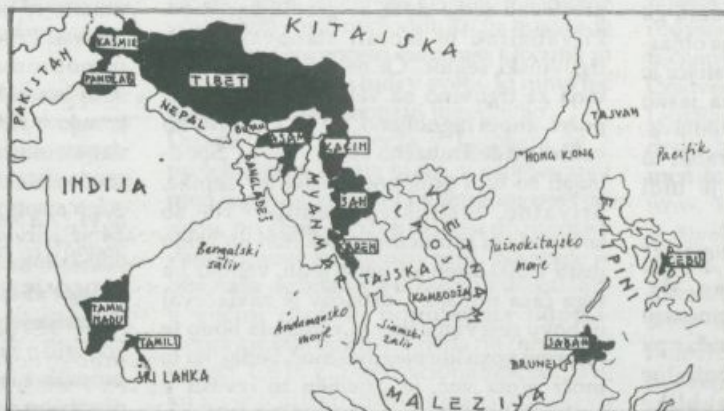 KITAJSKA
PAKISTAN
KAŠMIR
PANDŽAB
TIBET
NEPAL
BUTAN
ASAM
KAČIN
TAJVAN
HONG KONG
Pacifik
INDIJA
BANGLADEŠ
MYANMAR
ŠAN
LAOS
VIETNAM
FILIPINI
Bengalski
zaliv
KAREN
TAJSKA
Južnokitajsko
morje
CEBU
KAMBODŽA
TAMIL
NADU
TAMILI
Andamansko
morje
Siamski
zaliv
SABAH
BRUNEJ
ŠRI LANKA
MALEZIJA